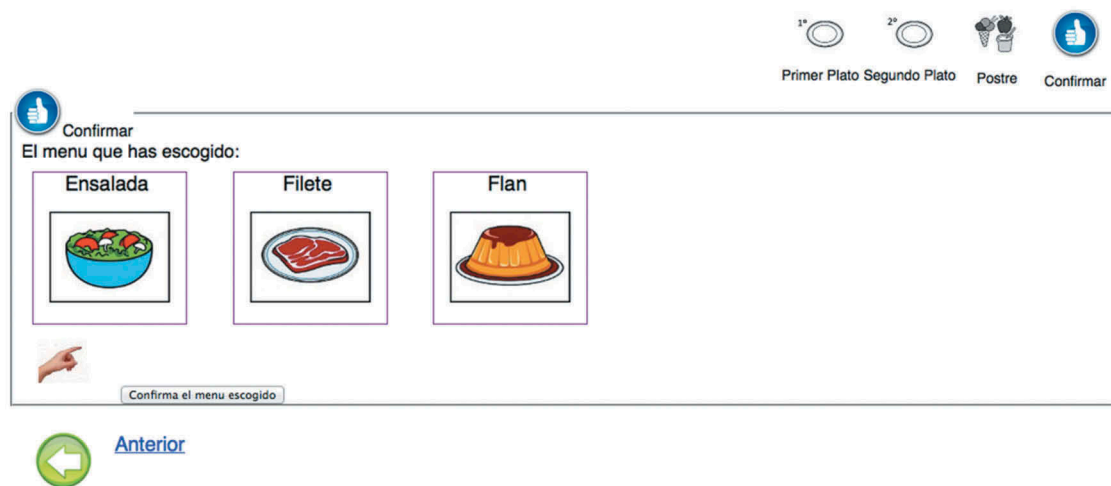 1º 2º
Primer Plato Segundo Plato Postre Confirmar
Confirmar
El menu que has escogido:
Ensalada Filete Flan
Confirma el menu escogido
Anterior